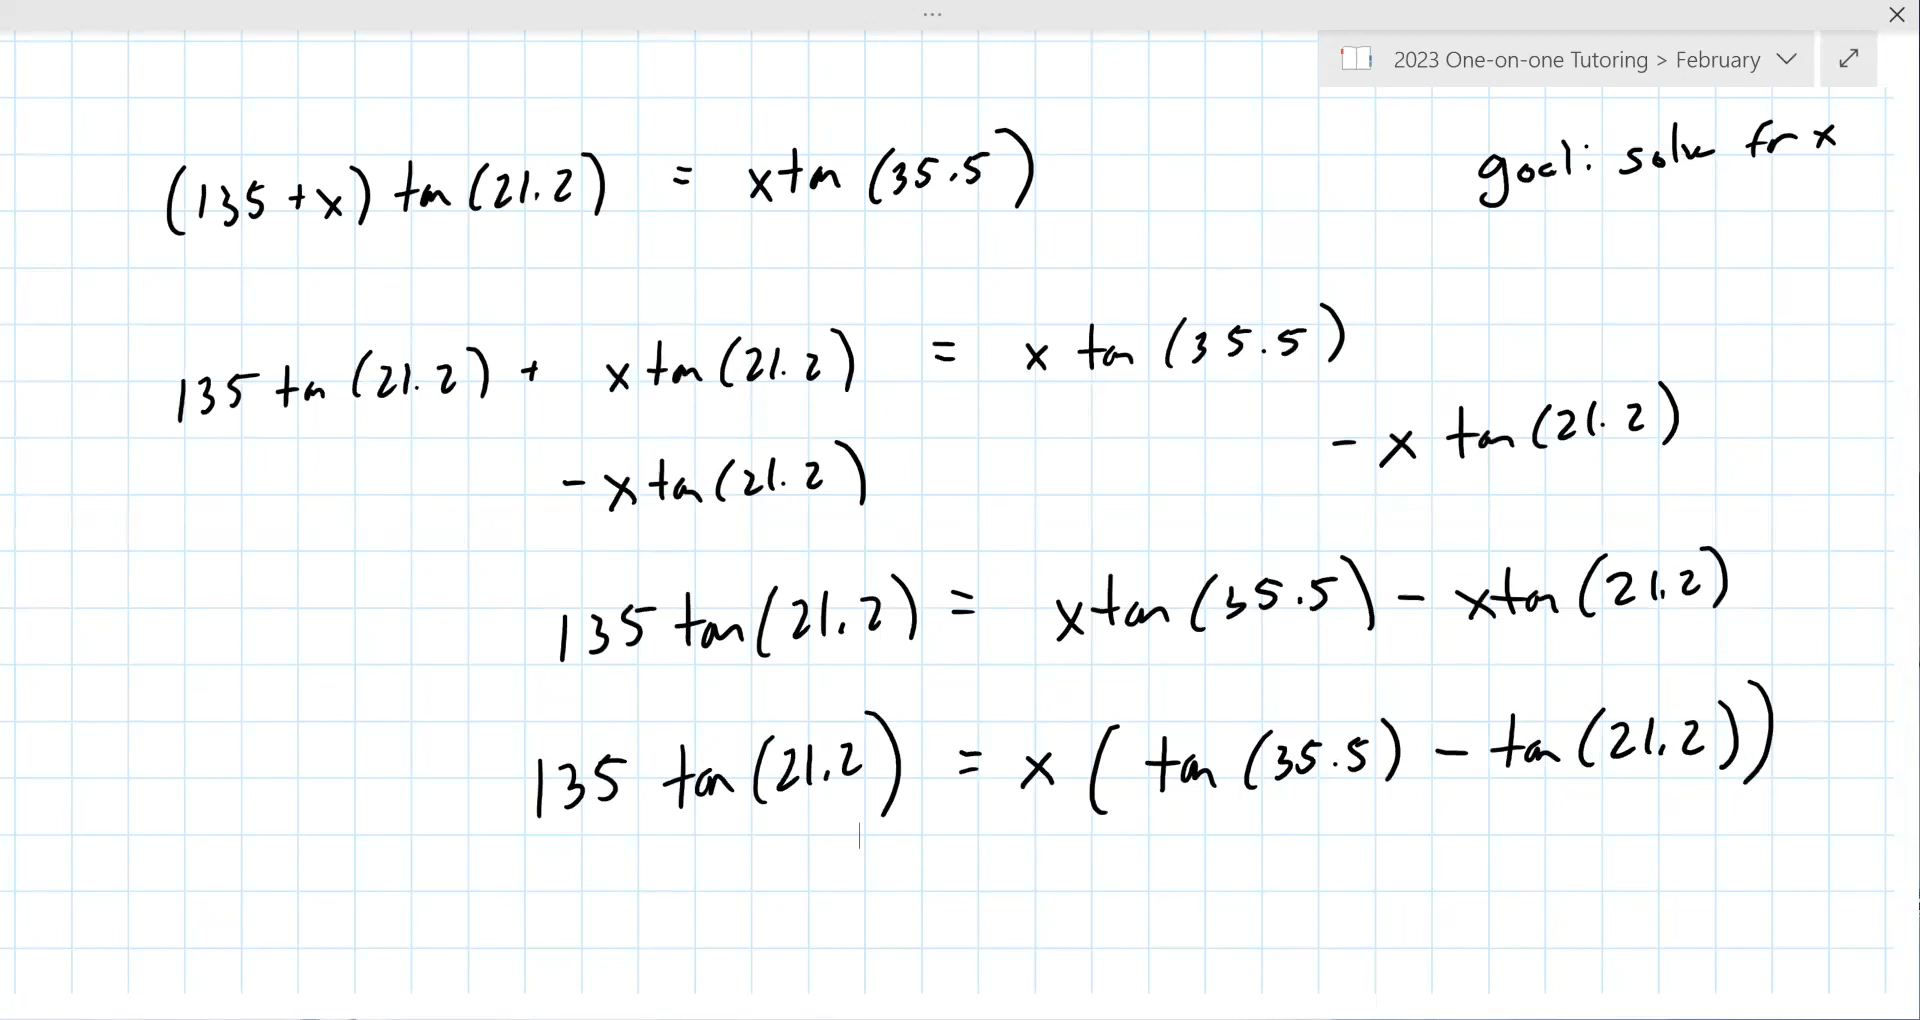 2023 One-on-one Tutoring > February
goal: solve for x
(135 + x) tan (21.2) = x tan (35.5)
135 tan (21.2) + x tan (21.2) = x tan (35.5)
- x tan (21.2) - x tan (21.2)
135 tan (21.2) = x tan (35.5) - x tan (21.2)
135 tan (21.2) = x ( tan (35.5) - tan (21.2))